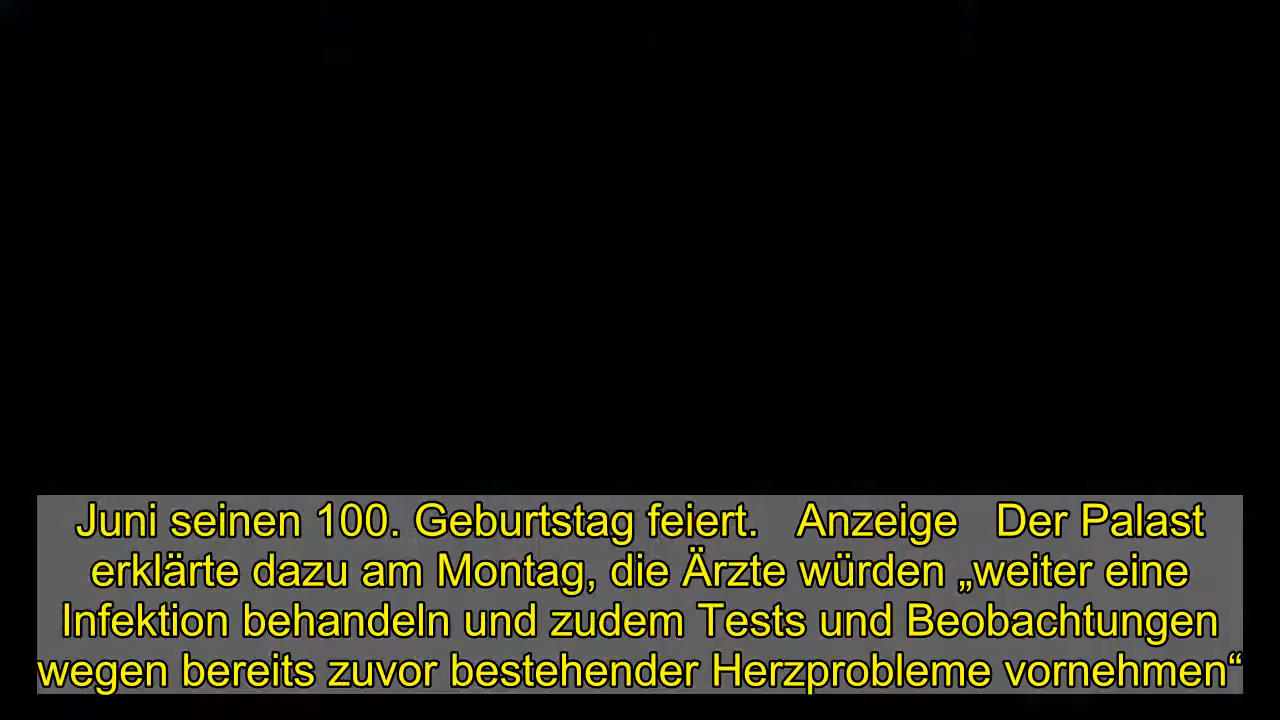 Juni seinen 100. Geburtstag feiert.   Anzeige   Der Palast
erklärte dazu am Montag, die Ärzte würden „weiter eine
Infektion behandeln und zudem Tests und Beobachtungen
wegen bereits zuvor bestehender Herzprobleme vornehmen“